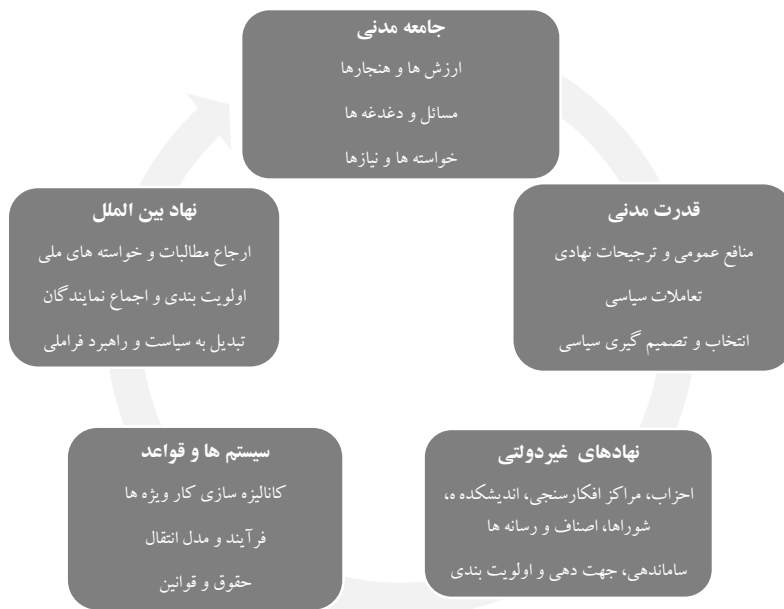 جامعه مدنی
ارزش ها و هنجارها
مسائل و دغدغه ها
خواسته ها و نیازها
قدرت مدنی
منافع عمومی و ترجیحات نهادی
تعاملات سیاسی
انتخاب و تصمیم گیری سیاسی
نهادهای غیردولتی
احزاب، مراکز افکارسنجی، اندیشکده ه،
شوراها، اصناف و رسانه ها
ساماندهی، جهت دهی و اولویت بندی
سیستم ها و قواعد
کانالیزه سازی کار ویژه ها
فرآیند و مدل انتقال
حقوق و قوانین
نهاد بین الملل
ارجاع مطالبات و خواسته های ملی
اولویت بندی و اجماع نمایندگان
تبدیل به سیاست و راهبرد فراملی